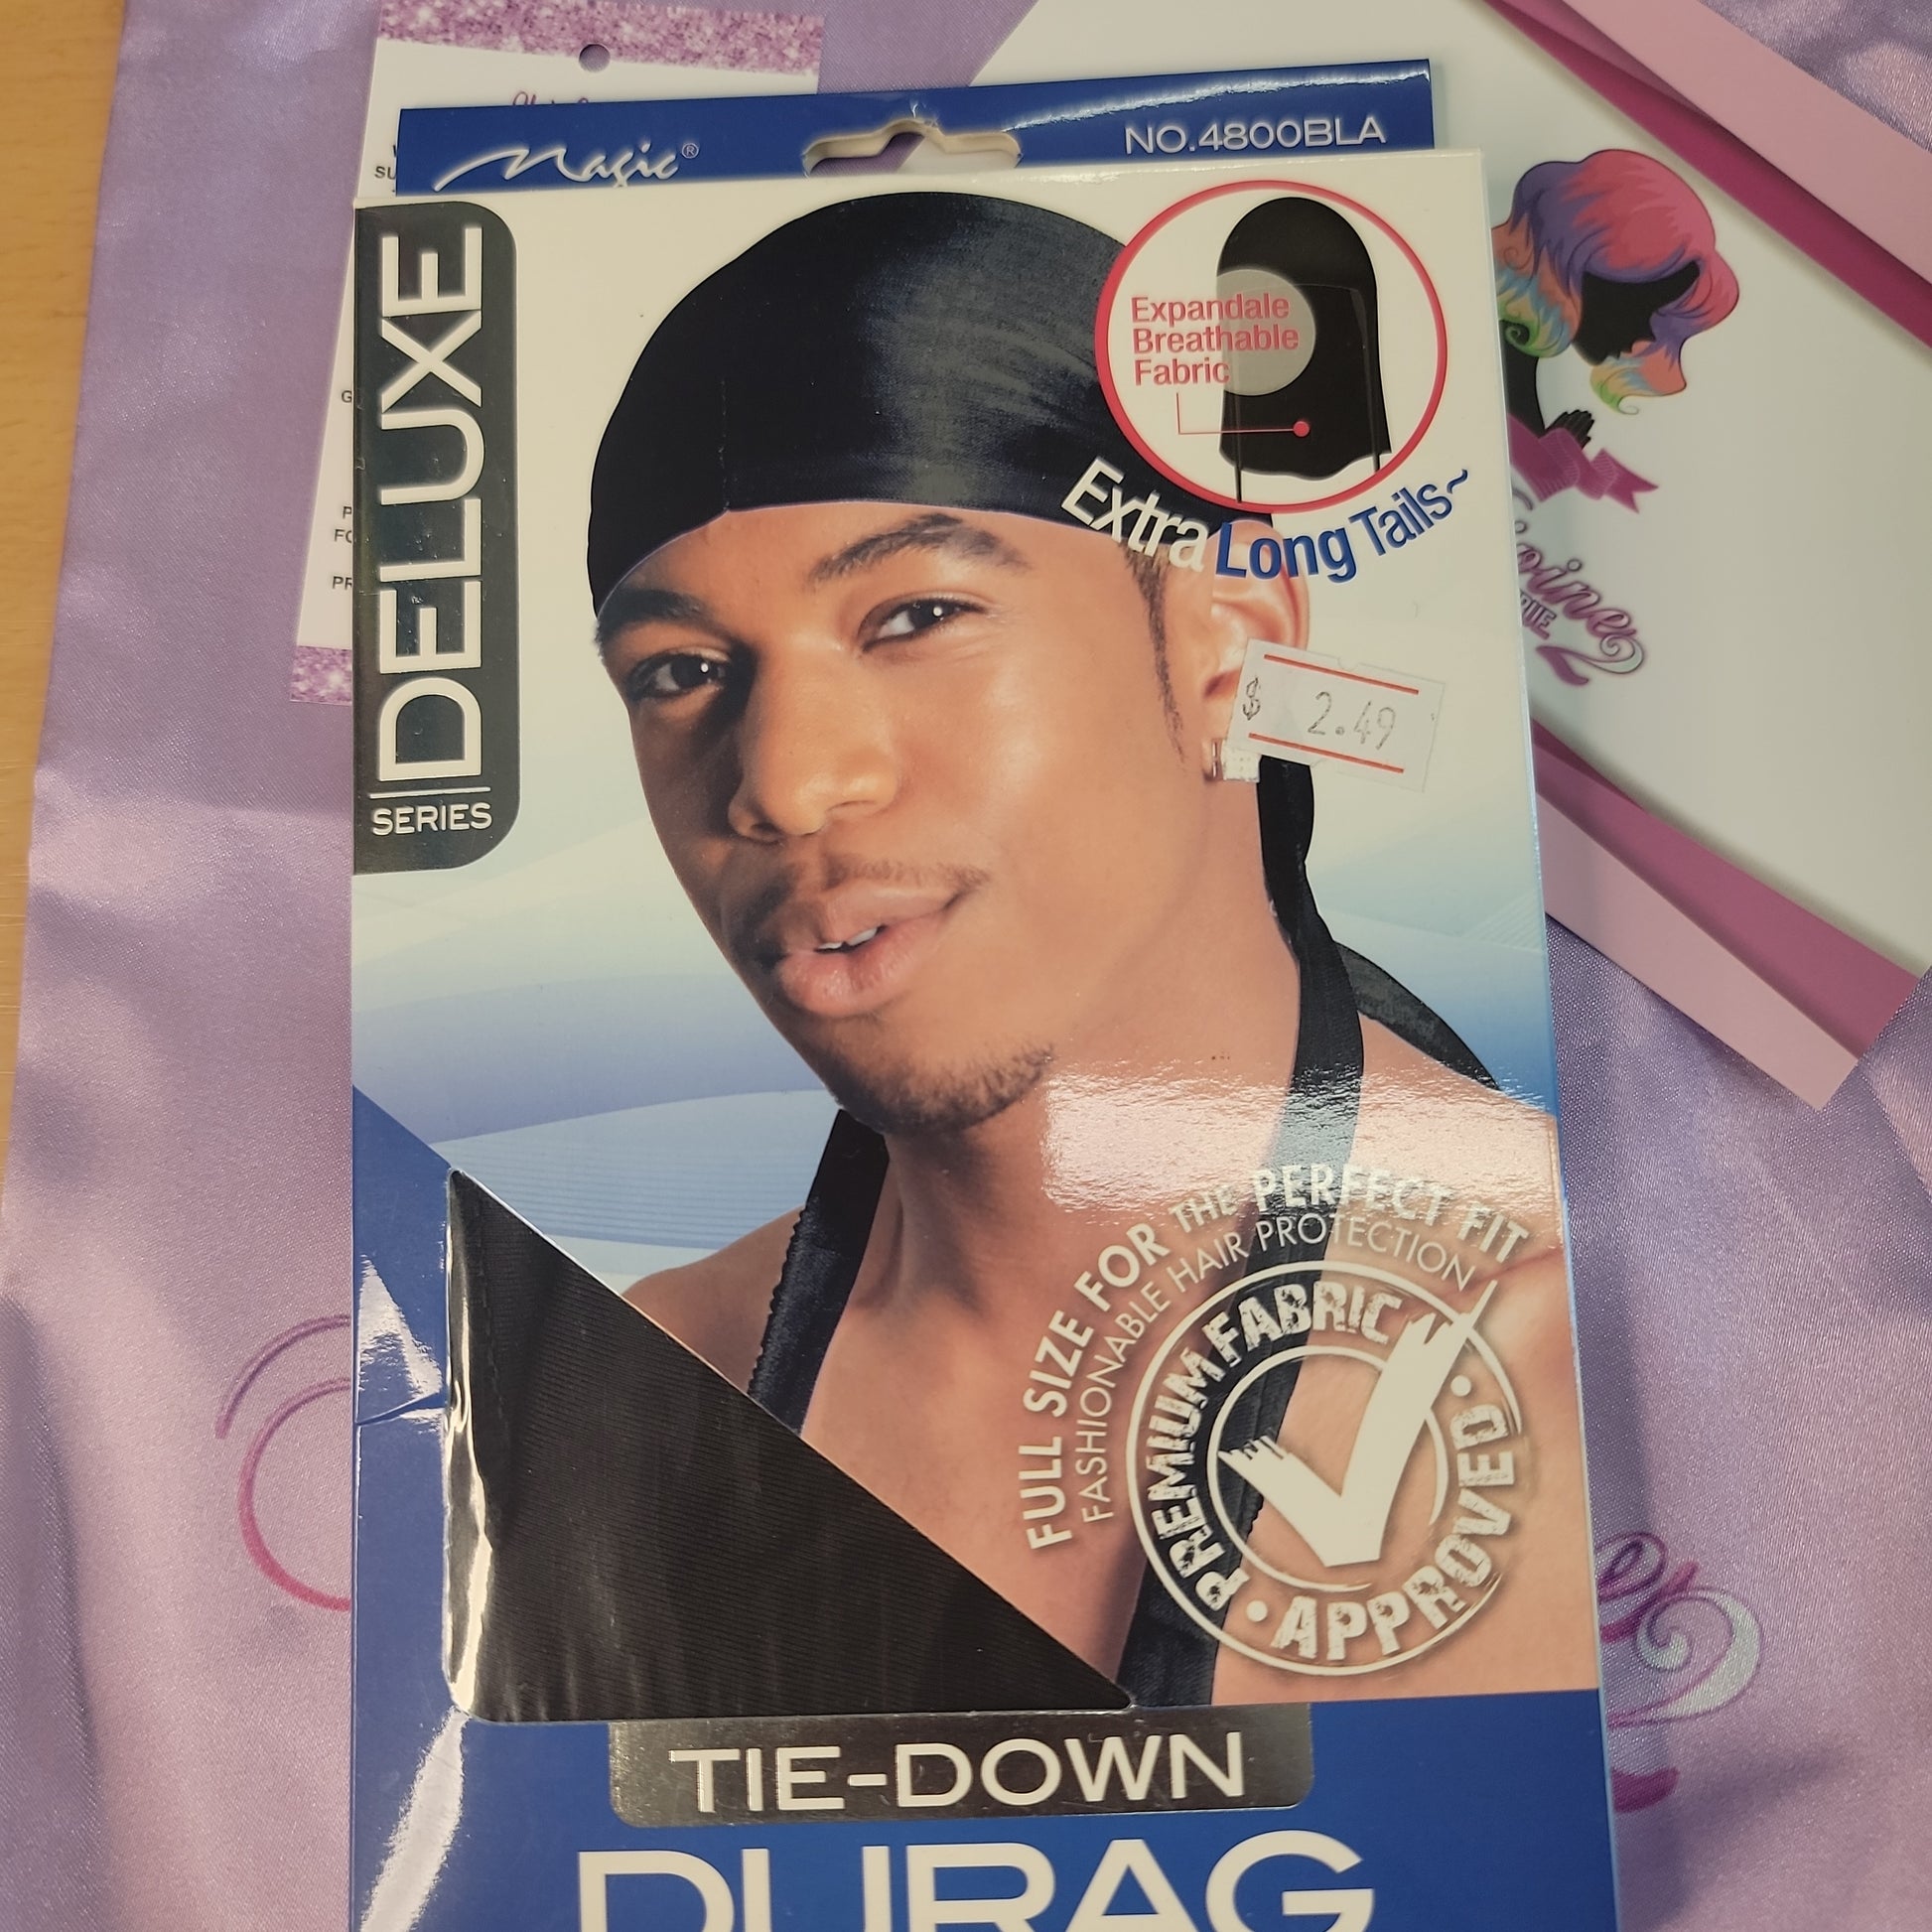 Magic®
NO.4800BLA
DELUXE
SERIES
Expandale
Breathable
Fabric
Extra Long Tails~
$ 2.49
FULL SIZE FOR THE PERFECT FIT
FASHIONABLE HAIR PROTECTION
PREMIUM FABRIC
APPROVED
TIE-DOWN
DURAG